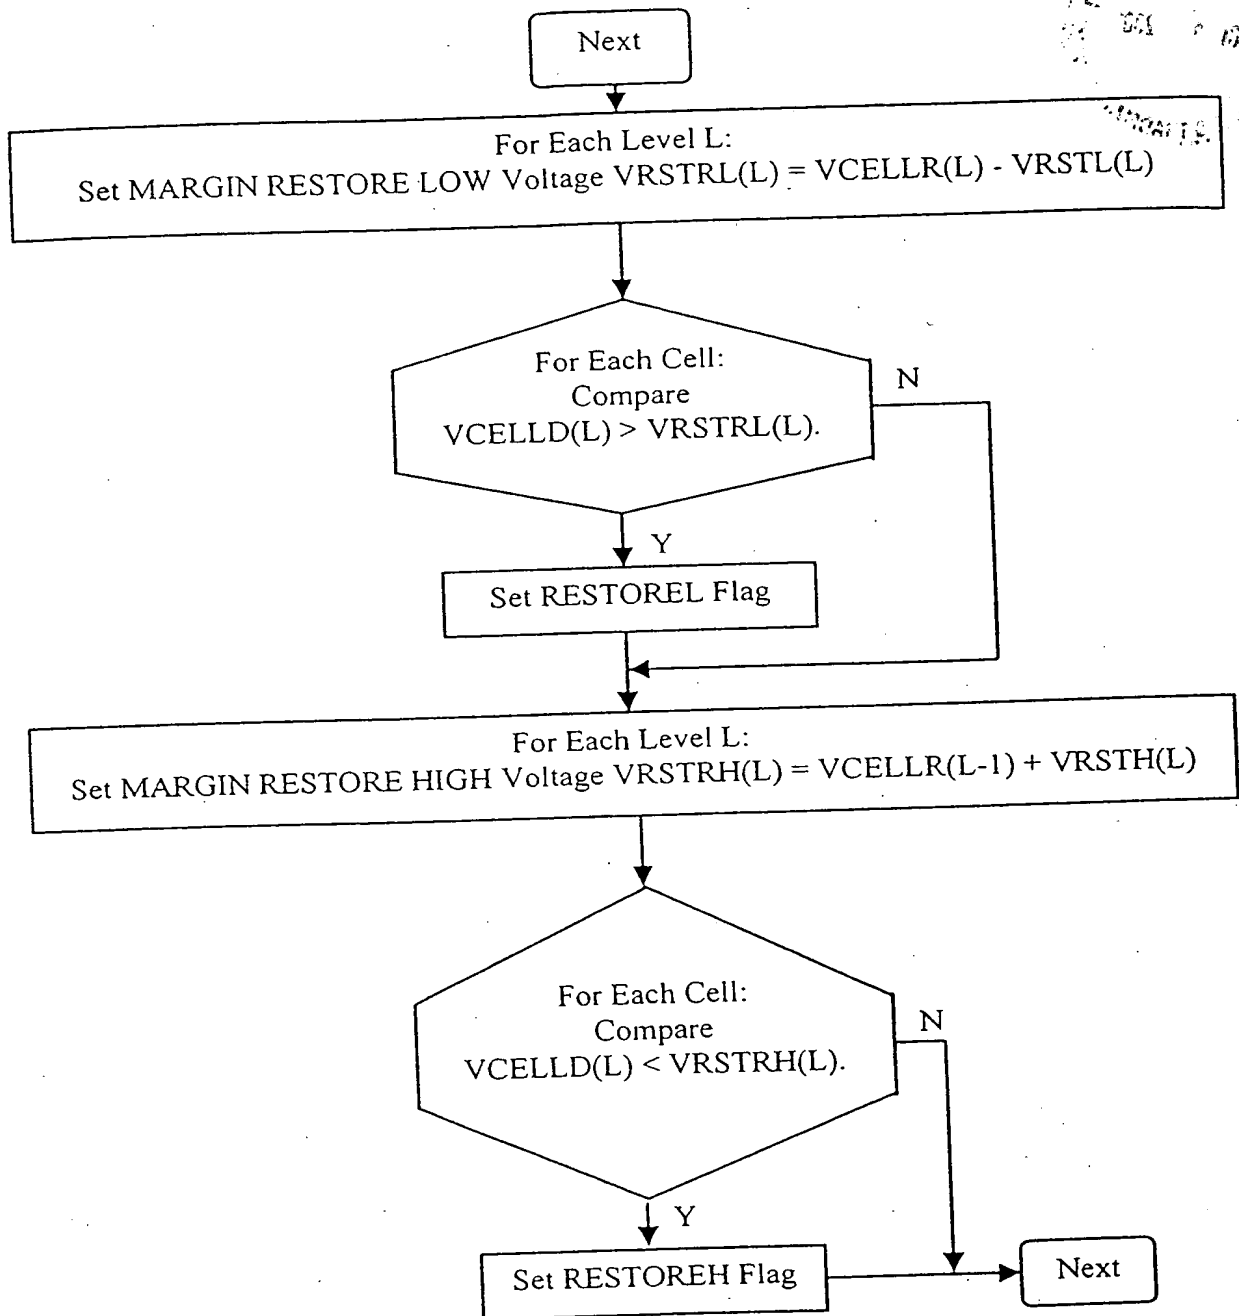 Next
For Each Level L:
Set MARGIN RESTORE LOW Voltage VRSTRL(L) = VCELLR(L) - VRSTL(L)
For Each Cell:
Compare
VCELLD(L) > VRSTRL(L).
N
Y
Set RESTOREL Flag
For Each Level L:
Set MARGIN RESTORE HIGH Voltage VRSTRH(L) = VCELLR(L-1) + VRSTH(L)
For Each Cell:
Compare
VCELLD(L) < VRSTRH(L).
N
Y
Set RESTOREH Flag
Next